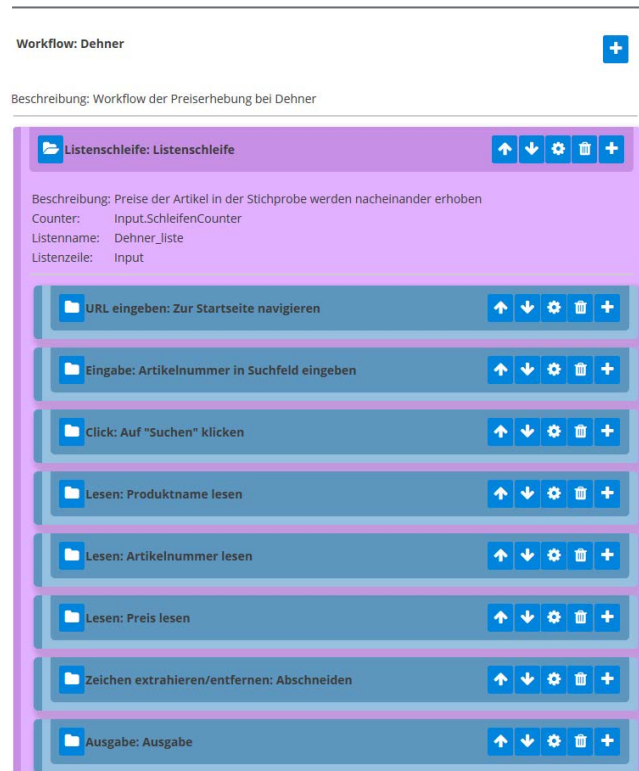 Workflow: Dehner
Beschreibung: Workflow der Preiserhebung bei Dehner
Listenschleife: Listenschleife
Beschreibung: Preise der Artikel in der Stichprobe werden nacheinander erhoben
Counter: Input.SchleifenCounter
Listenname: Dehner_liste
Listenzeile: Input
URL eingeben: Zur Startseite navigieren
Eingabe: Artikelnummer in Suchfeld eingeben
Click: Auf "Suchen" klicken
Lesen: Produktname lesen
Lesen: Artikelnummer lesen
Lesen: Preis lesen
Zeichen extrahieren/entfernen: Abschneiden
Ausgabe: Ausgabe